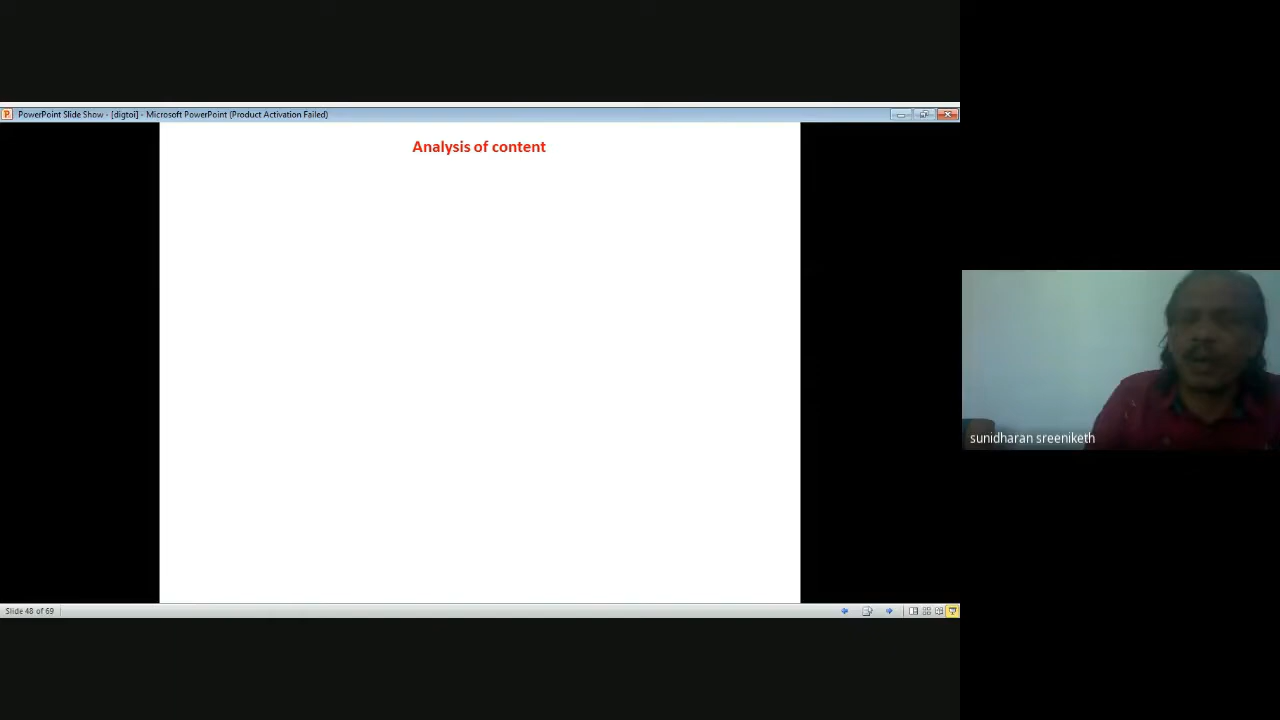 PowerPoint Slide Show - [digtoi] - Microsoft PowerPoint (Product Activation Failed)
Analysis of content
sunidharan sreeniketh
Slide 48 of 69